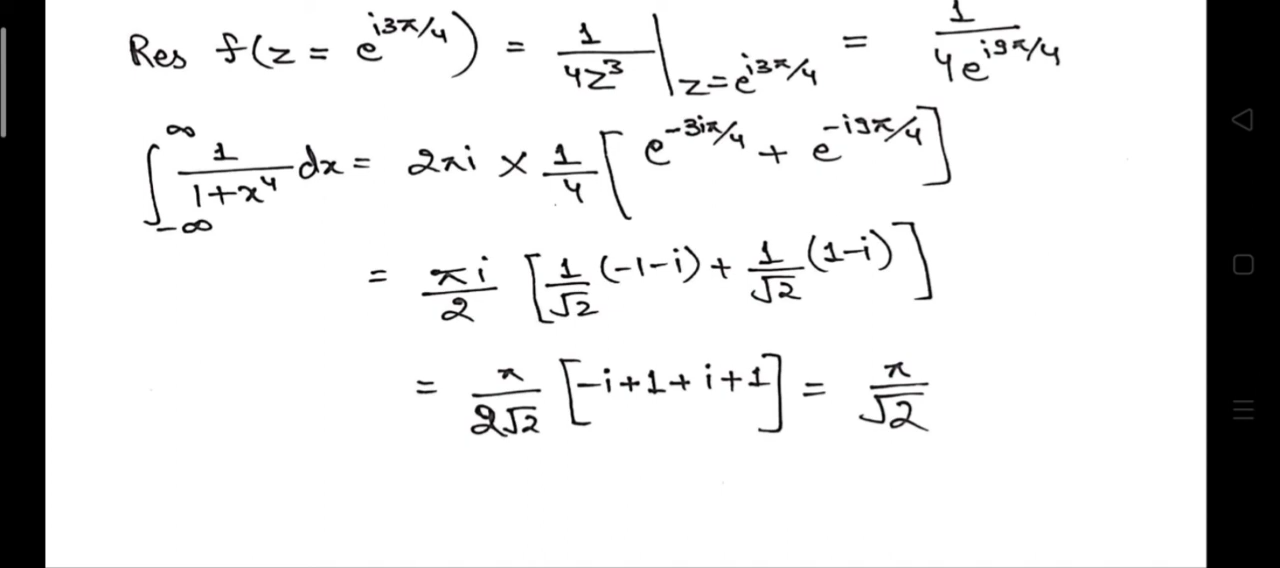 Res f(z = e^{i3π/4}) = 1/(4z^3) |_{z=e^{i3π/4}} = 1/(4e^{i9π/4})
∫_{-∞}^{∞} 1/(1+x^4) dx = 2πi × 1/4 [ e^{-3iπ/4} + e^{-i9π/4} ]
= πi/2 [ 1/√2 (-1-i) + 1/√2 (1-i) ]
= π/(2√2) [ -i+1+i+1 ] = π/√2